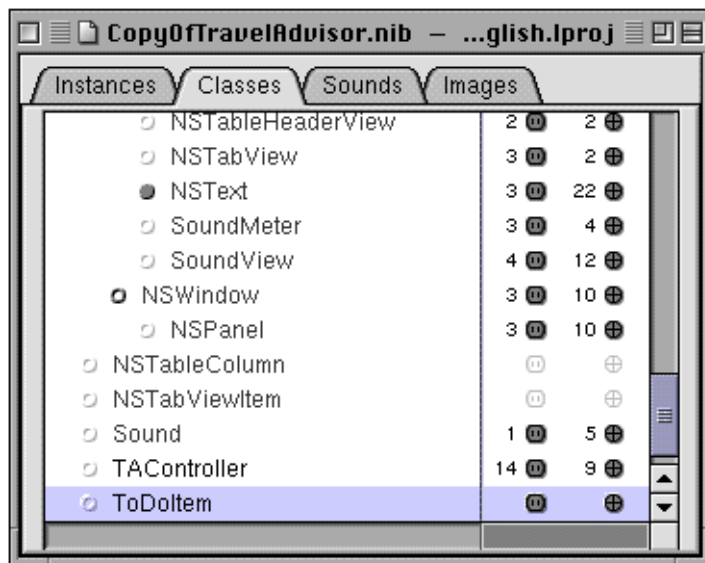 CopyOfTravelAdvisor.nib — ...glish.lproj
Instances Classes Sounds Images
NSTableHeaderView 2 2
NSTabView 3 2
NSText 3 22
SoundMeter 3 4
SoundView 4 12
NSWindow 3 10
NSPanel 3 10
NSTableColumn
NSTabViewItem
Sound 1 5
TAController 14 9
ToDoItem